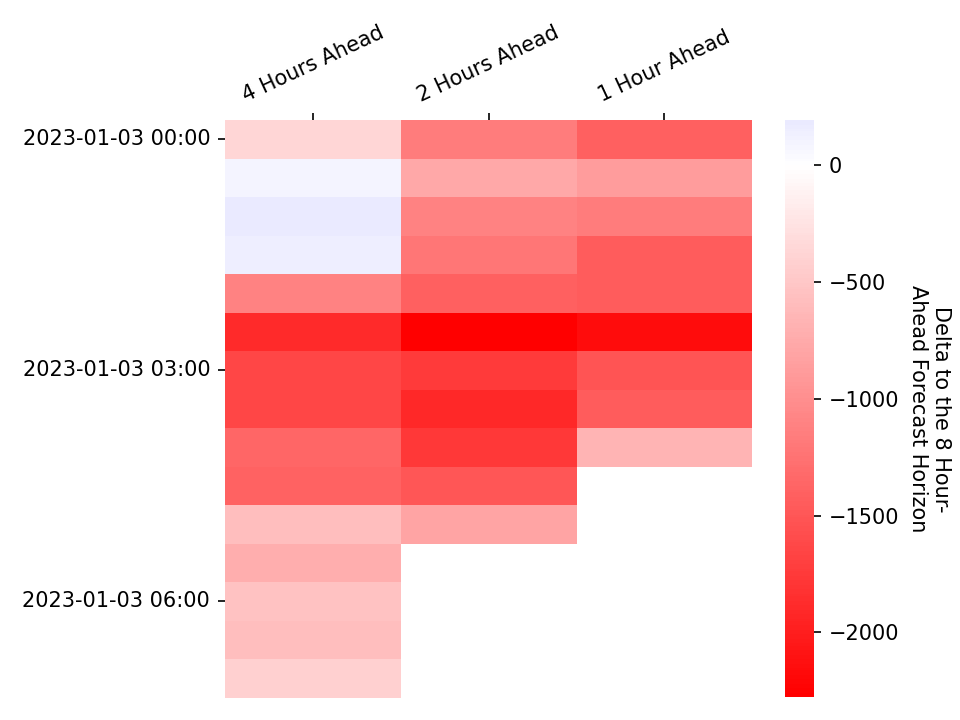 4 Hours Ahead
2 Hours Ahead
1 Hour Ahead
2023-01-03 00:00
2023-01-03 03:00
2023-01-03 06:00
0
−500
−1000
−1500
−2000
Delta to the 8 Hour-
Ahead Forecast Horizon